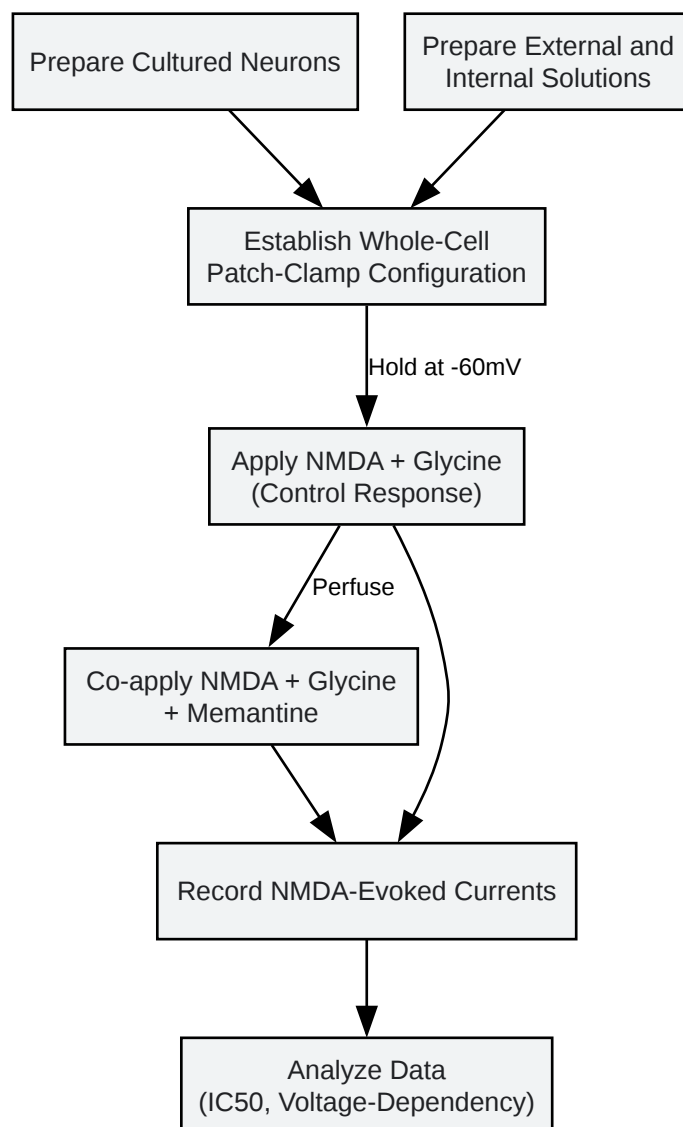 Prepare Cultured Neurons
Prepare External and
Internal Solutions
Establish Whole-Cell
Patch-Clamp Configuration
Hold at -60mV
Apply NMDA + Glycine
(Control Response)
Perfuse
Co-apply NMDA + Glycine
+ Memantine
Record NMDA-Evoked Currents
Analyze Data
(IC50, Voltage-Dependency)